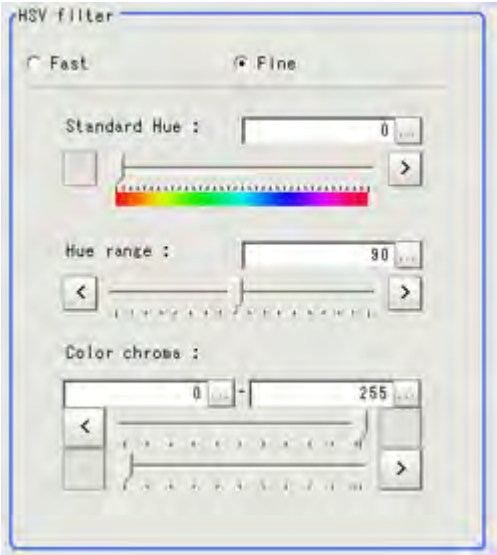 HSV filter
Fast Fine
Standard Hue : 0 ...
>
Hue range : 90 ...
< >
Color chroma :
0 ... - 255 ...
<
>